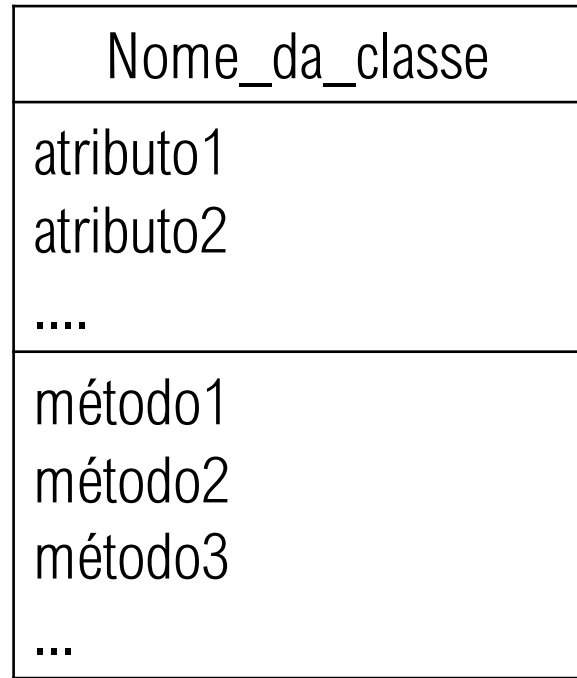 Nome_da_classe
atributo1
atributo2
....
método1
método2
método3
...